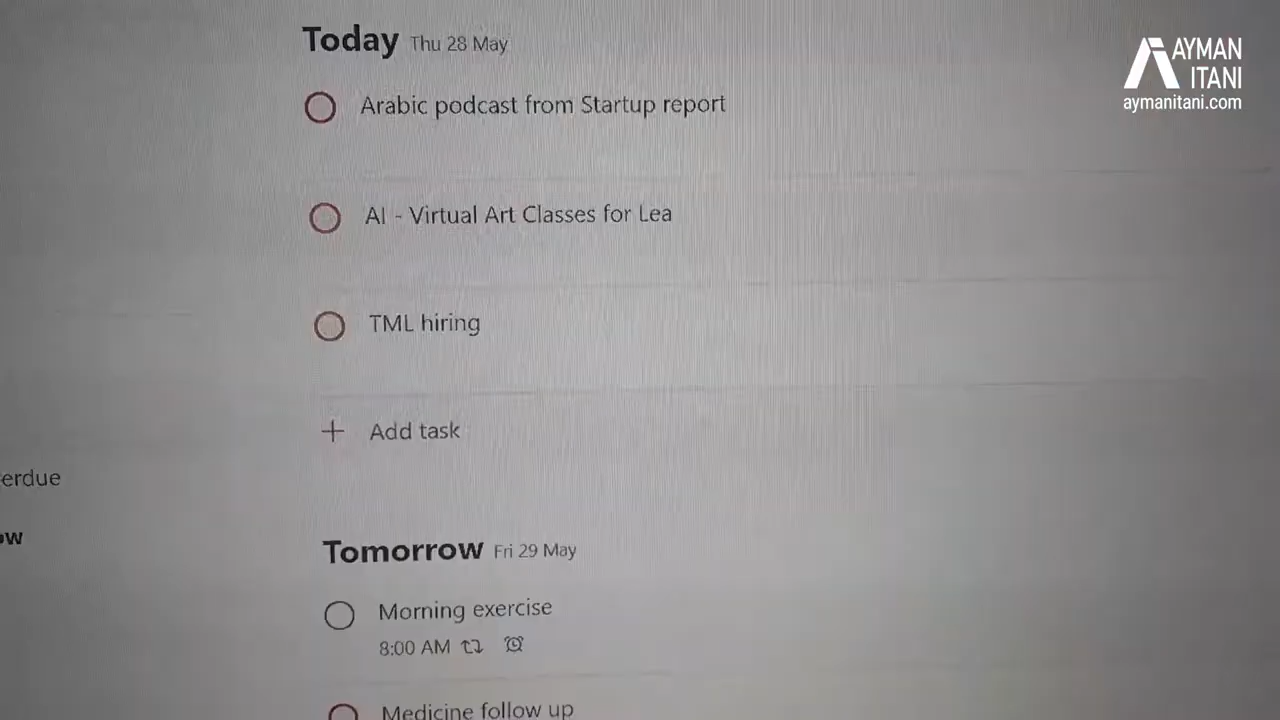 Today Thu 28 May
Arabic podcast from Startup report
AI - Virtual Art Classes for Lea
TML hiring
+ Add task
erdue
ow
Tomorrow Fri 29 May
Morning exercise
8:00 AM
Medicine follow up
AYMAN
ITANI
aymanitani.com